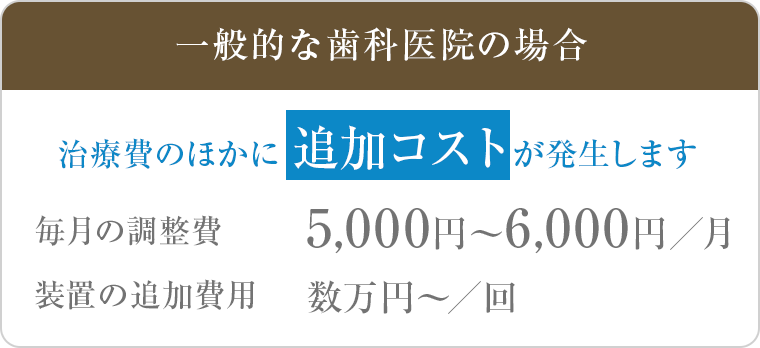 一般的な歯科医院の場合
治療費のほかに 追加コストが発生します
毎月の調整費 5,000円～6,000円／月
装置の追加費用 数万円～／回